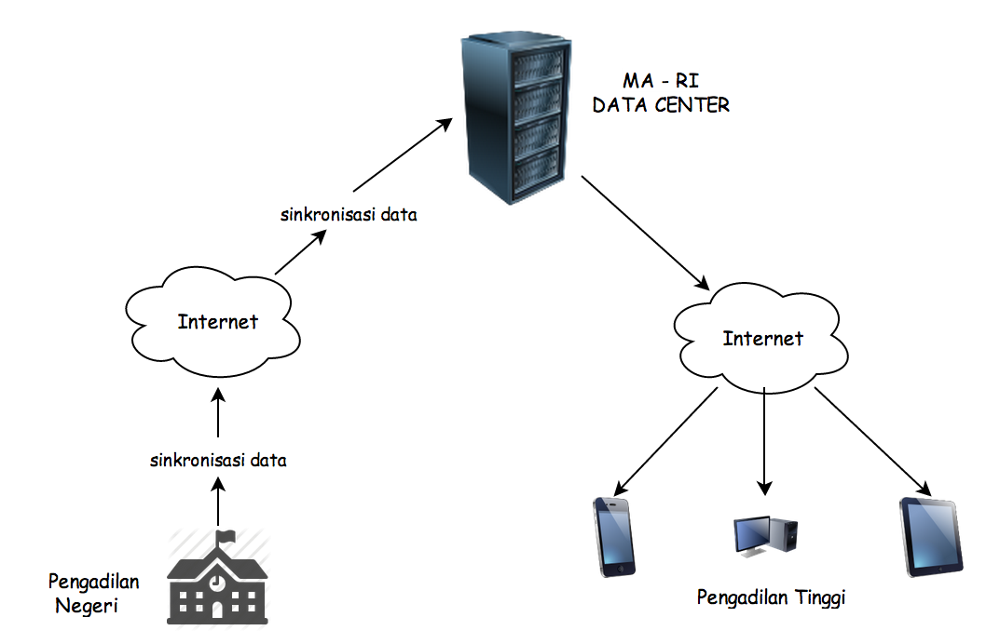 MA - RI
DATA CENTER
sinkronisasi data
Internet
Internet
sinkronisasi data
Pengadilan
Negeri
Pengadilan Tinggi